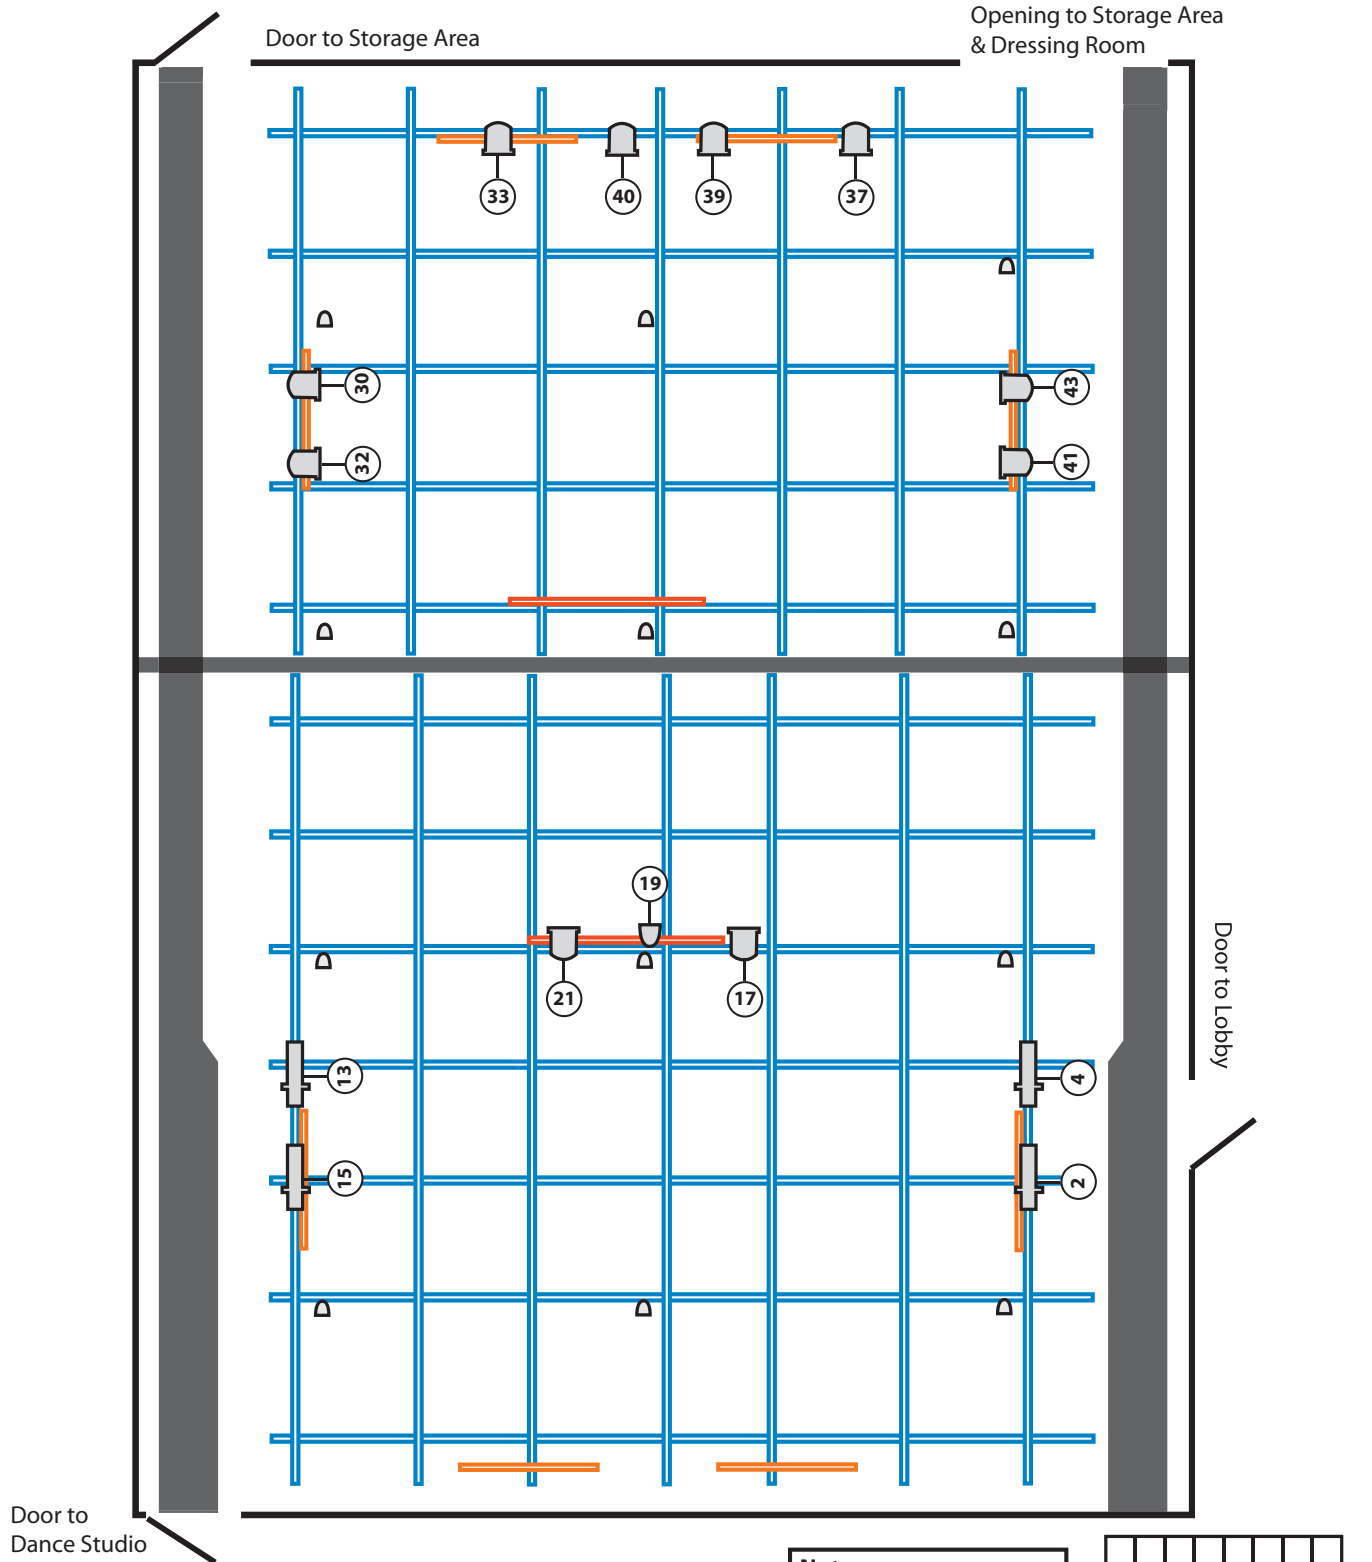 Opening to Storage Area
& Dressing Room
Door to Storage Area
33
40
39
37
30
43
32
41
19
21
17
Door to Lobby
13
4
15
2
Door to
Dance Studio